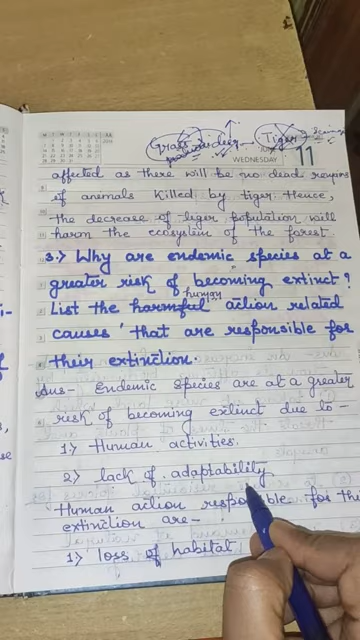 Grass → deer → Tiger
WEDNESDAY 11
affected as there will be no dead remains
of animals killed by tiger. Hence,
the decrease of tiger population will
harm the ecosystem of the forest
3.> Why are endemic species at a
greater risk of becoming extinct?
List the harmful human action related
causes that are responsible for
their extinction.
Ans- Endemic species are at a greater
risk of becoming extinct due to -
1.> Human activities.
2.> lack of adaptability
Human action responsible for the
extinction are-
1.> loss of habitat,